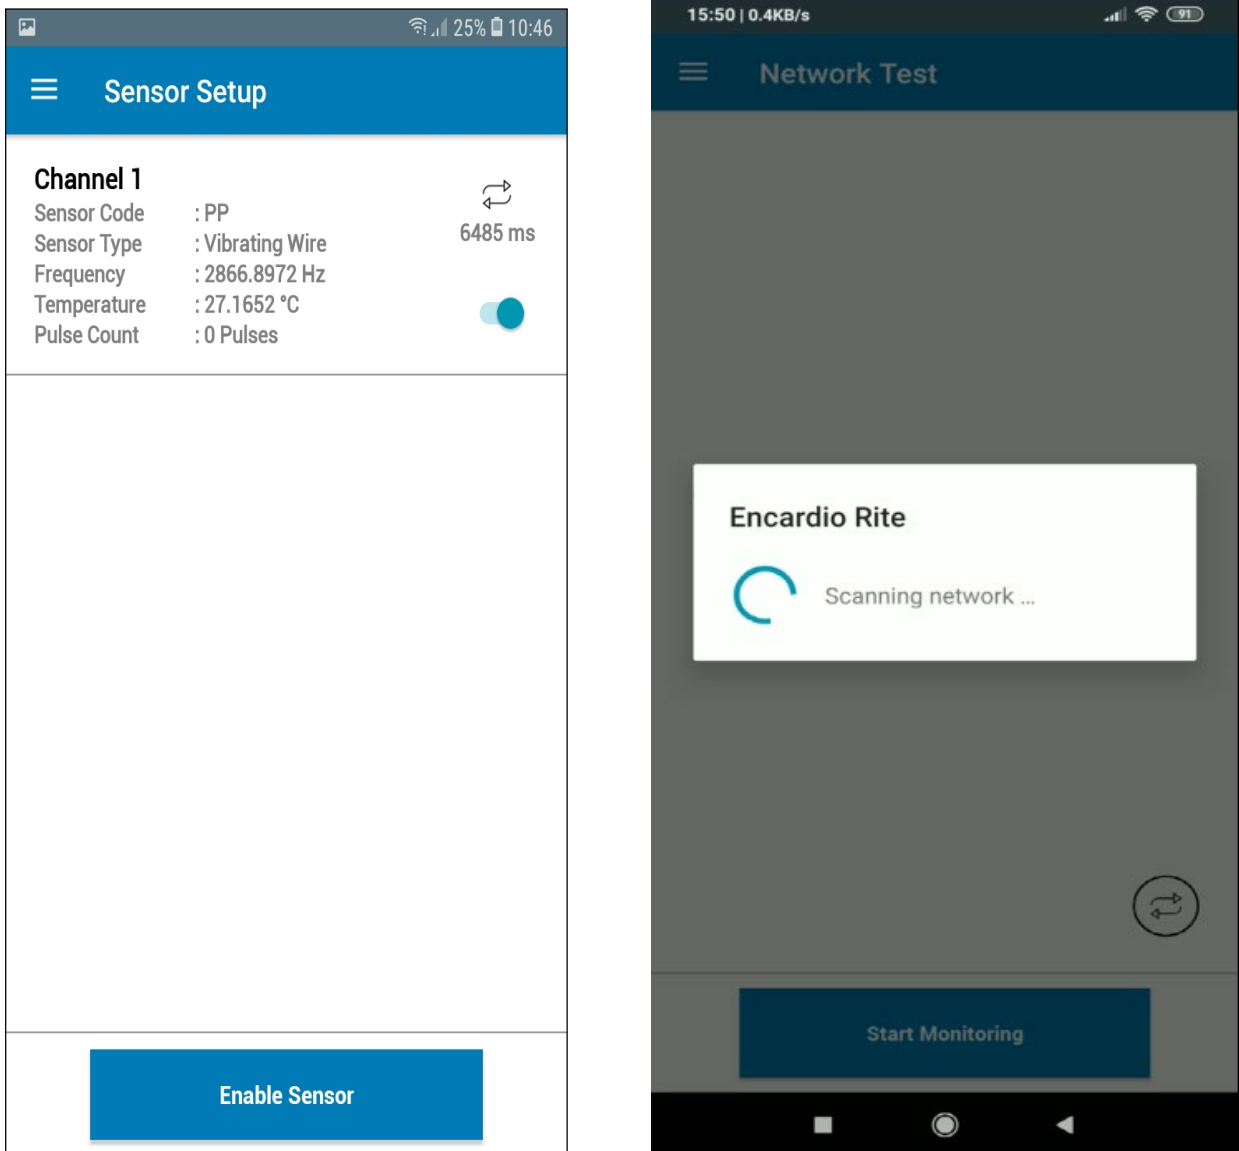 25% 10:46
Sensor Setup
Channel 1
Sensor Code : PP
Sensor Type : Vibrating Wire
Frequency : 2866.8972 Hz
Temperature : 27.1652 °C
Pulse Count : 0 Pulses
6485 ms
Enable Sensor
15:50 | 0.4KB/s 91
Network Test
Encardio Rite
Scanning network ...
Start Monitoring